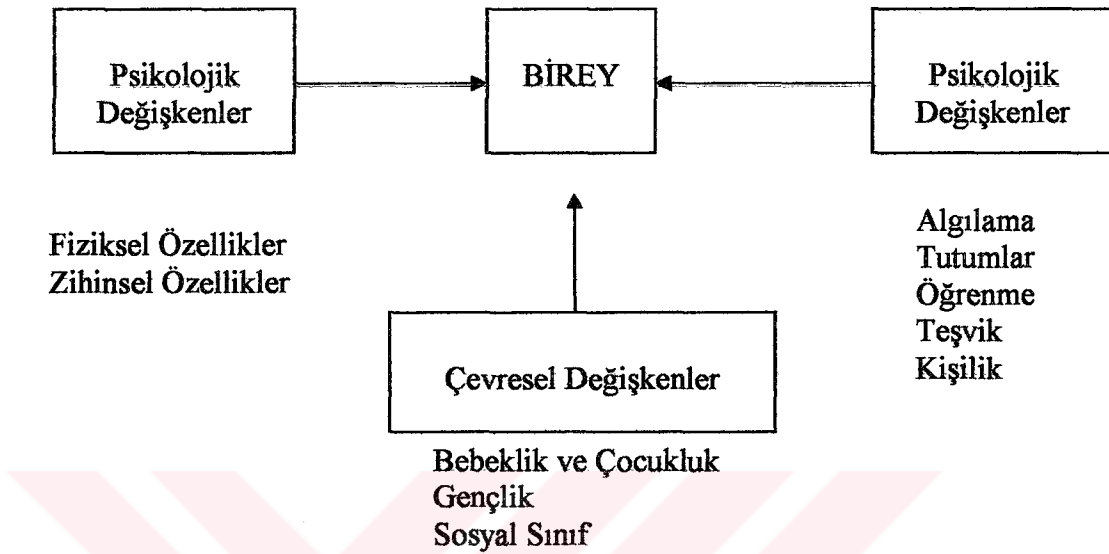 Psikolojik
Değişkenler
BİREY
Psikolojik
Değişkenler
Fiziksel Özellikler
Zihinsel Özellikler
Algılama
Tutumlar
Öğrenme
Teşvik
Kişilik
Çevresel Değişkenler
Bebeklik ve Çocukluk
Gençlik
Sosyal Sınıf